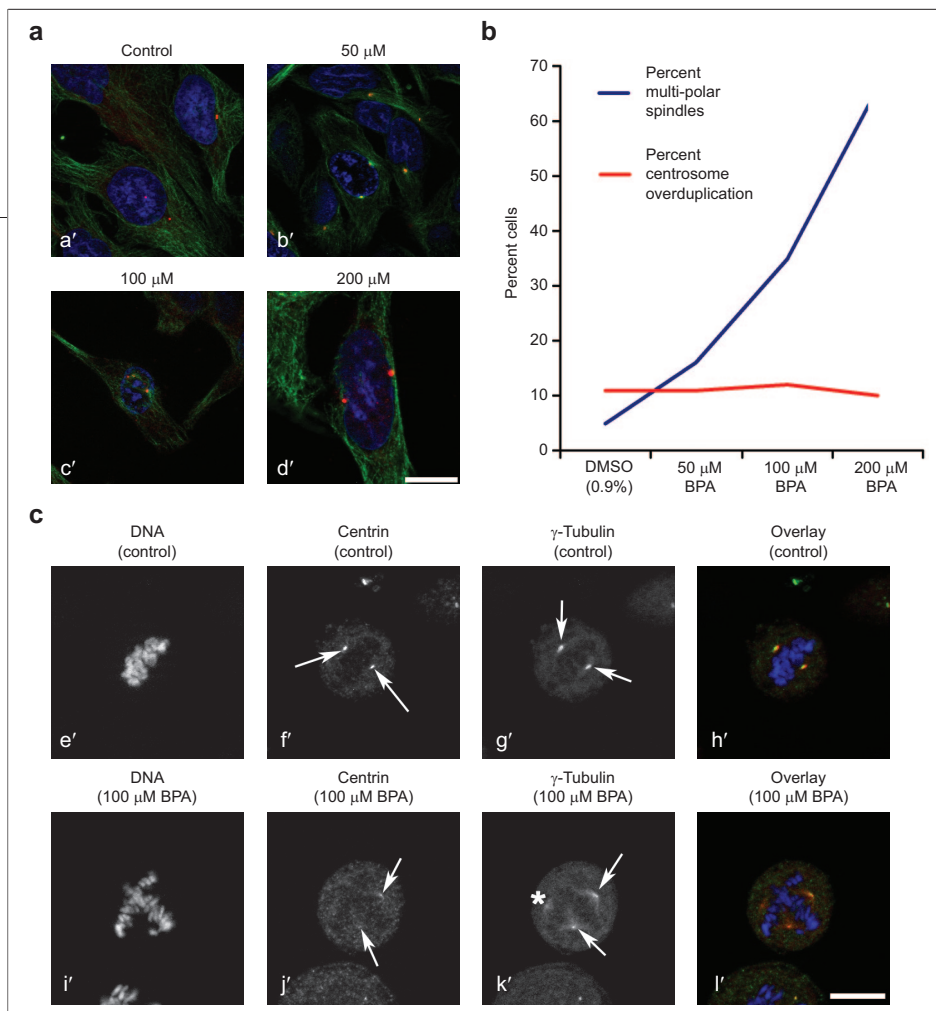 a
Control
50 μM
a′
b′
100 μM
200 μM
c′
d′
b
Percent
multi-polar
spindles
Percent
centrosome
overduplication
Percent cells
70
60
50
40
30
20
10
0
DMSO
(0.9%)
50 μM
BPA
100 μM
BPA
200 μM
BPA
c
DNA
(control)
Centrin
(control)
γ-Tubulin
(control)
Overlay
(control)
e′
f′
g′
h′
DNA
(100 μM BPA)
Centrin
(100 μM BPA)
γ-Tubulin
(100 μM BPA)
Overlay
(100 μM BPA)
*
i′
j′
k′
l′